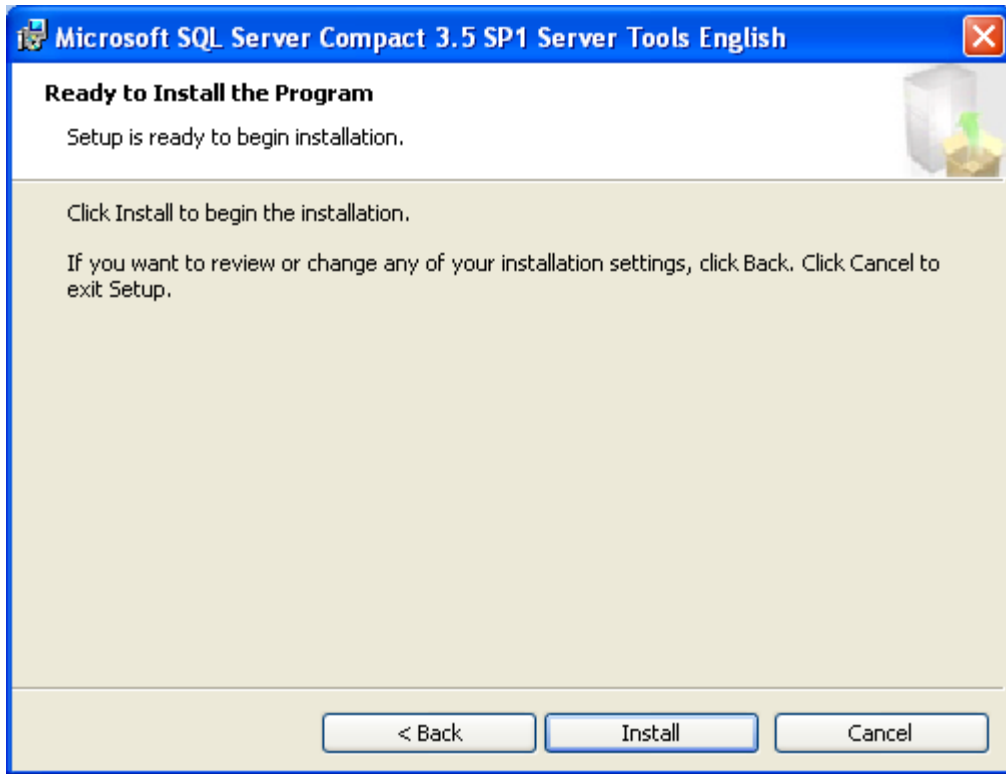 Microsoft SQL Server Compact 3.5 SP1 Server Tools English
Ready to Install the Program
Setup is ready to begin installation.
Click Install to begin the installation.
If you want to review or change any of your installation settings, click Back. Click Cancel to
exit Setup.
< Back
Install
Cancel